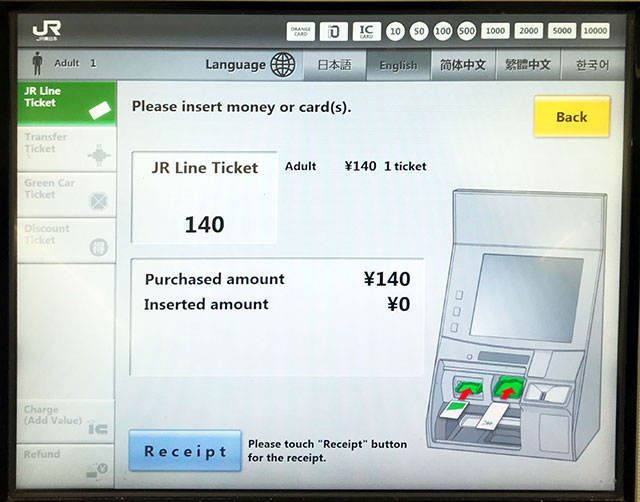 JR
JR東日本
ORANGE CARD
IC CARD
10 50 100 500 1000 2000 5000 10000
Adult 1
Language
日本語
English
简体中文
繁體中文
한국어
JR Line
Ticket
Transfer
Ticket
Green Car
Ticket
Discount
Ticket
Charge
(Add Value)
IC
Refund
Please insert money or card(s).
Back
JR Line Ticket
140
Adult ¥140 1 ticket
Purchased amount ¥140
Inserted amount ¥0
Receipt
Please touch "Receipt" button
for the receipt.